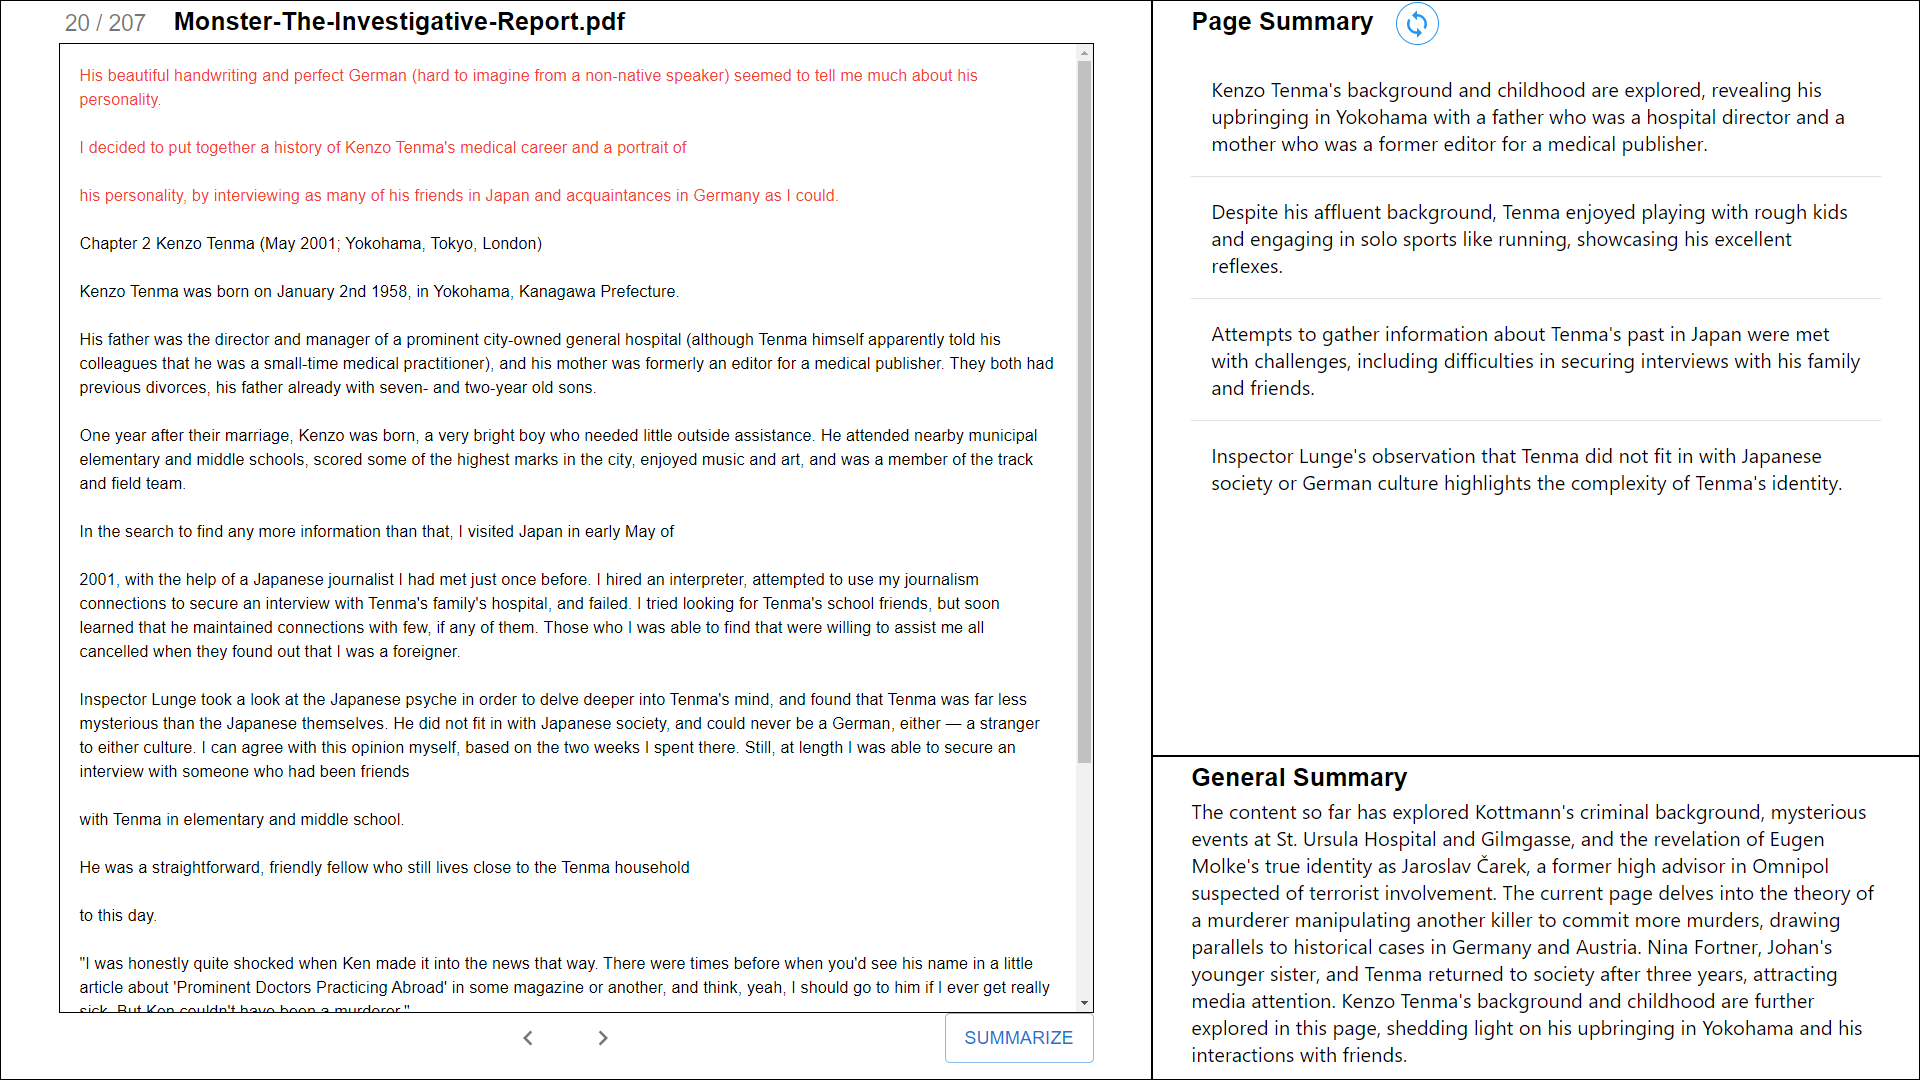 20 / 207 Monster-The-Investigative-Report.pdf
His beautiful handwriting and perfect German (hard to imagine from a non-native speaker) seemed to tell me much about his
personality.
I decided to put together a history of Kenzo Tenma's medical career and a portrait of
his personality, by interviewing as many of his friends in Japan and acquaintances in Germany as I could.
Chapter 2 Kenzo Tenma (May 2001; Yokohama, Tokyo, London)
Kenzo Tenma was born on January 2nd 1958, in Yokohama, Kanagawa Prefecture.
His father was the director and manager of a prominent city-owned general hospital (although Tenma himself apparently told his
colleagues that he was a small-time medical practitioner), and his mother was formerly an editor for a medical publisher. They both had
previous divorces, his father already with seven- and two-year old sons.
One year after their marriage, Kenzo was born, a very bright boy who needed little outside assistance. He attended nearby municipal
elementary and middle schools, scored some of the highest marks in the city, enjoyed music and art, and was a member of the track
and field team.
In the search to find any more information than that, I visited Japan in early May of
2001, with the help of a Japanese journalist I had met just once before. I hired an interpreter, attempted to use my journalism
connections to secure an interview with Tenma's family's hospital, and failed. I tried looking for Tenma's school friends, but soon
learned that he maintained connections with few, if any of them. Those who I was able to find that were willing to assist me all
cancelled when they found out that I was a foreigner.
Inspector Lunge took a look at the Japanese psyche in order to delve deeper into Tenma's mind, and found that Tenma was far less
mysterious than the Japanese themselves. He did not fit in with Japanese society, and could never be a German, either — a stranger
to either culture. I can agree with this opinion myself, based on the two weeks I spent there. Still, at length I was able to secure an
interview with someone who had been friends
with Tenma in elementary and middle school.
He was a straightforward, friendly fellow who still lives close to the Tenma household
to this day.
"I was honestly quite shocked when Ken made it into the news that way. There were times before when you'd see his name in a little
article about 'Prominent Doctors Practicing Abroad' in some magazine or another, and think, yeah, I should go to him if I ever get really
sick. But Ken couldn't have been a murderer."
SUMMARIZE
Page Summary
Kenzo Tenma's background and childhood are explored, revealing his
upbringing in Yokohama with a father who was a hospital director and a
mother who was a former editor for a medical publisher.
Despite his affluent background, Tenma enjoyed playing with rough kids
and engaging in solo sports like running, showcasing his excellent
reflexes.
Attempts to gather information about Tenma's past in Japan were met
with challenges, including difficulties in securing interviews with his family
and friends.
Inspector Lunge's observation that Tenma did not fit in with Japanese
society or German culture highlights the complexity of Tenma's identity.
General Summary
The content so far has explored Kottmann's criminal background, mysterious
events at St. Ursula Hospital and Gilmgasse, and the revelation of Eugen
Molke's true identity as Jaroslav Čarek, a former high advisor in Omnipol
suspected of terrorist involvement. The current page delves into the theory of
a murderer manipulating another killer to commit more murders, drawing
parallels to historical cases in Germany and Austria. Nina Fortner, Johan's
younger sister, and Tenma returned to society after three years, attracting
media attention. Kenzo Tenma's background and childhood are further
explored in this page, shedding light on his upbringing in Yokohama and his
interactions with friends.